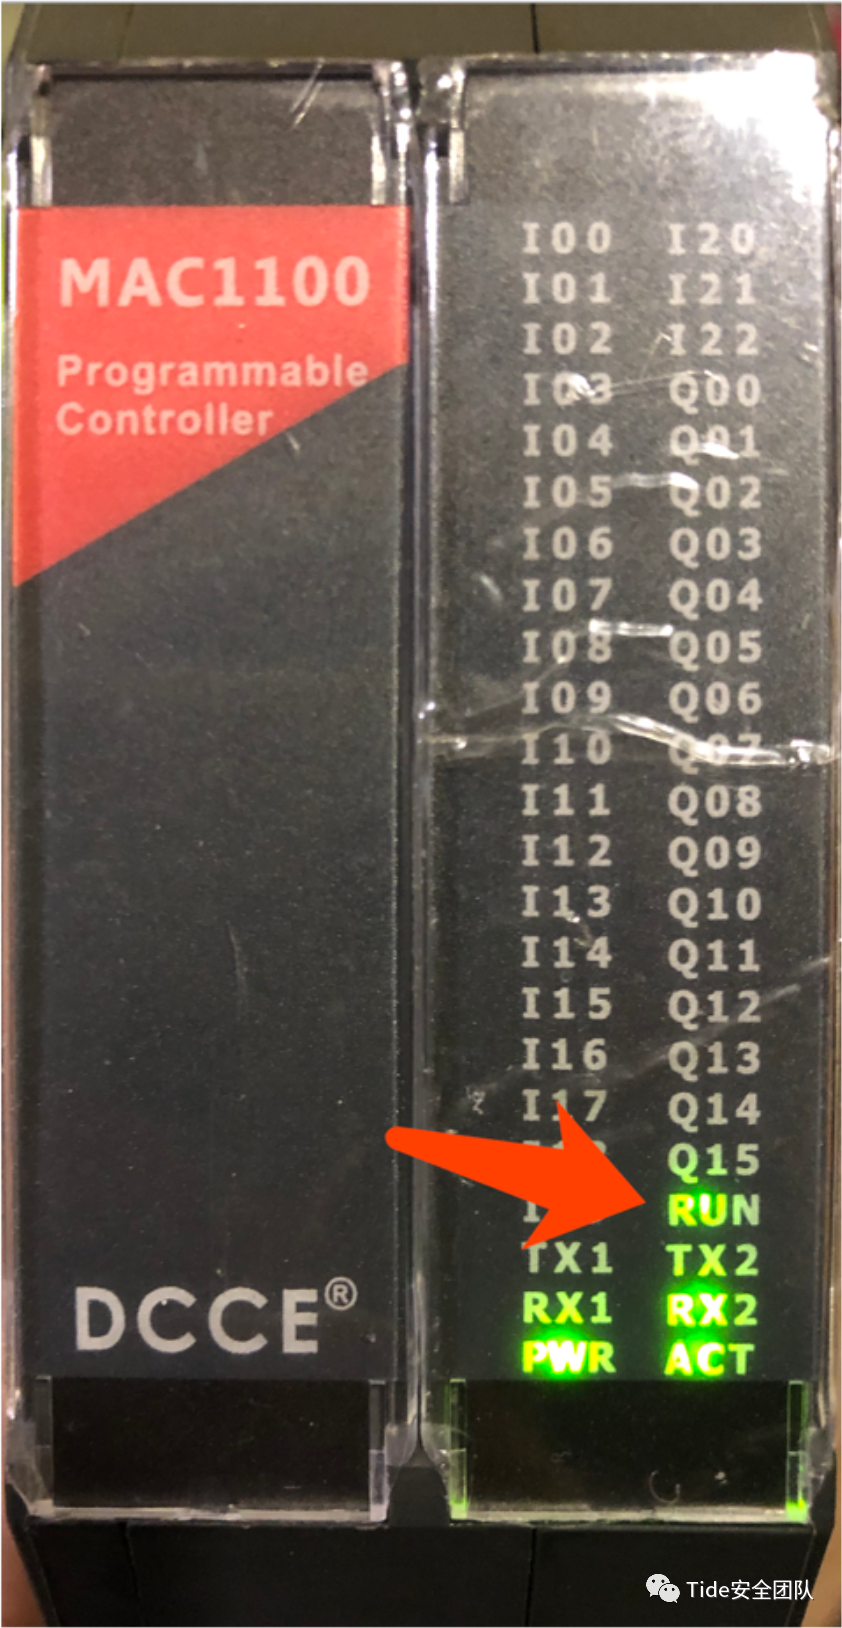 MAC1100
Programmable
Controller
DCCE®
I00 I20
I01 I21
I02 I22
I03 Q00
I04 Q01
I05 Q02
I06 Q03
I07 Q04
I08 Q05
I09 Q06
I10 Q07
I11 Q08
I12 Q09
I13 Q10
I14 Q11
I15 Q12
I16 Q13
I17 Q14
Q15
RUN
TX1 TX2
RX1 RX2
PWR ACT
Tide安全团队